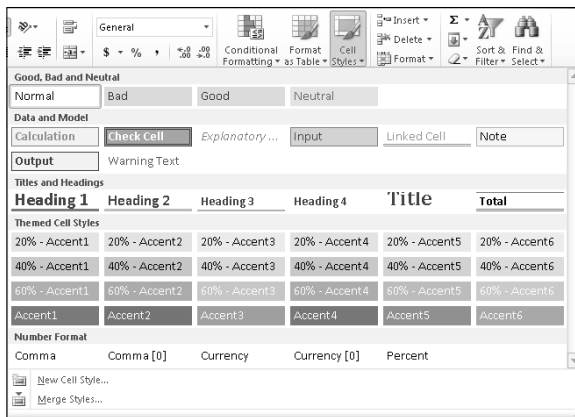 General
Insert
$ % , .00 .00
Conditional Formatting
Format as Table
Cell Styles
Delete
Format
Σ
Sort & Filter
Find & Select
Good, Bad and Neutral
Normal Bad Good Neutral
Data and Model
Calculation Check Cell Explanatory ... Input Linked Cell Note
Output Warning Text
Titles and Headings
Heading 1 Heading 2 Heading 3 Heading 4 Title Total
Themed Cell Styles
20% - Accent1 20% - Accent2 20% - Accent3 20% - Accent4 20% - Accent5 20% - Accent6
40% - Accent1 40% - Accent2 40% - Accent3 40% - Accent4 40% - Accent5 40% - Accent6
60% - Accent1 60% - Accent2 60% - Accent3 60% - Accent4 60% - Accent5 60% - Accent6
Accent1 Accent2 Accent3 Accent4 Accent5 Accent6
Number Format
Comma Comma [0] Currency Currency [0] Percent
New Cell Style...
Merge Styles...